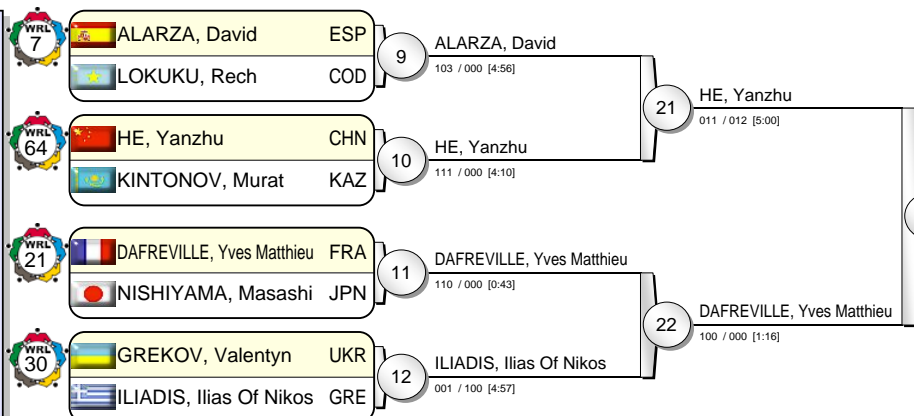 WRL
7
ALARZA, David ESP
LOKUKU, Rech COD
9
ALARZA, David
103 / 000 [4:56]
WRL
64
HE, Yanzhu CHN
KINTONOV, Murat KAZ
10
HE, Yanzhu
111 / 000 [4:10]
21
HE, Yanzhu
011 / 012 [5:00]
WRL
21
DAFREVILLE, Yves Matthieu FRA
NISHIYAMA, Masashi JPN
11
DAFREVILLE, Yves Matthieu
110 / 000 [0:43]
WRL
30
GREKOV, Valentyn UKR
ILIADIS, Ilias Of Nikos GRE
12
ILIADIS, Ilias Of Nikos
001 / 100 [4:57]
22
DAFREVILLE, Yves Matthieu
100 / 000 [1:16]